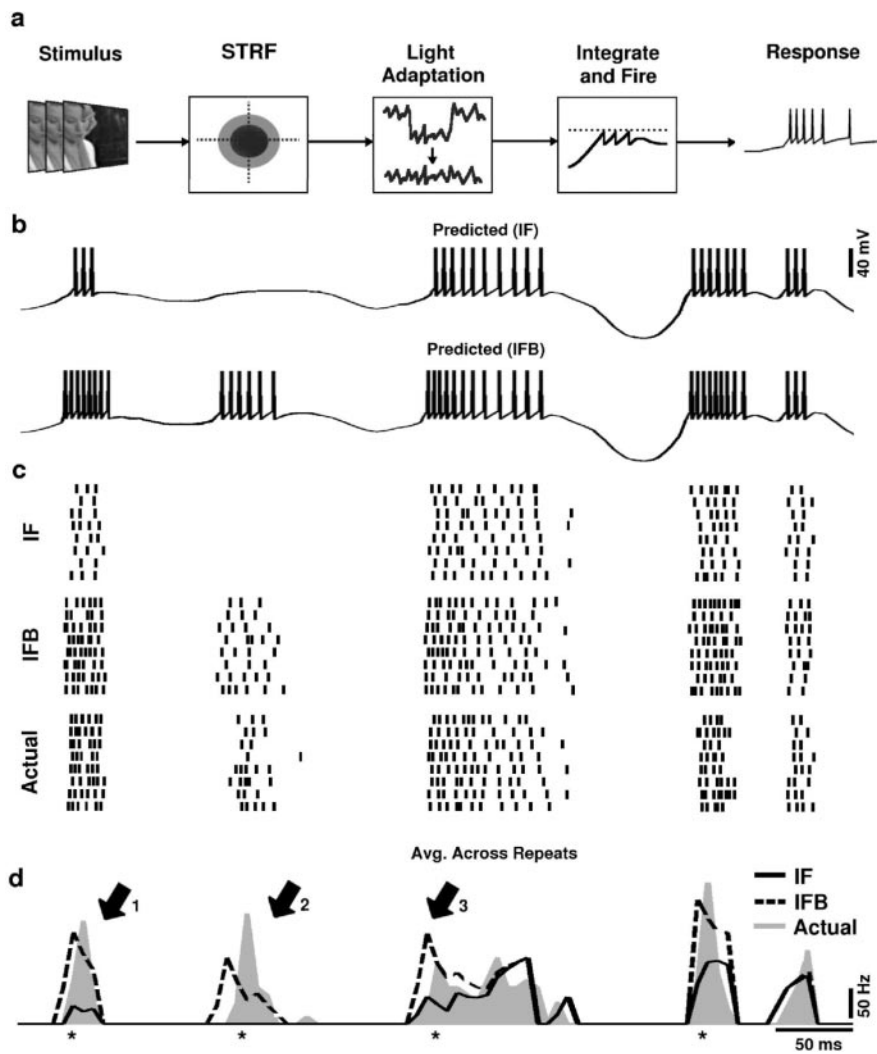 a
Stimulus
STRF
Light
Adaptation
Integrate
and Fire
Response
b
Predicted (IF)
40 mV
Predicted (IFB)
c
IF
IFB
Actual
Avg. Across Repeats
d
1
2
3
IF
IFB
Actual
50 Hz
* * * *
50 ms